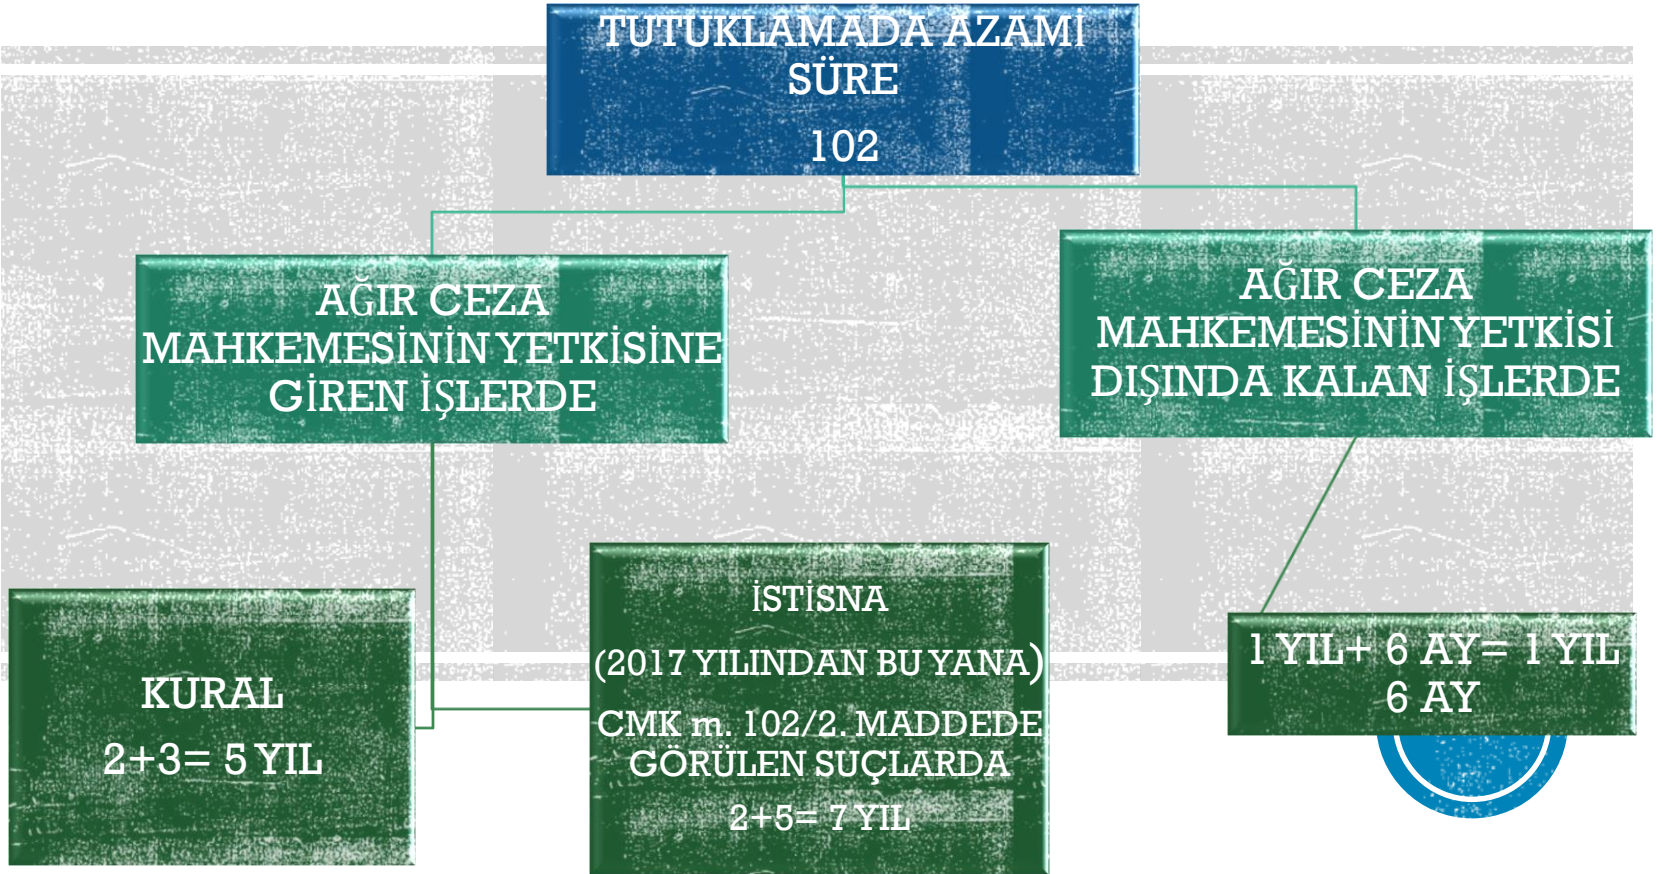 TUTUKLAMADA AZAMİ
SÜRE
102
AĞIR CEZA
MAHKEMESİNİN YETKİSİNE
GİREN İŞLERDE
AĞIR CEZA
MAHKEMESİNİN YETKİSİ
DIŞINDA KALAN İŞLERDE
KURAL
2+3= 5 YIL
İSTİSNA
(2017 YILINDAN BU YANA)
CMK m. 102/2. MADDEDE
GÖRÜLEN SUÇLARDA
2+5= 7 YIL
1 YIL+ 6 AY= 1 YIL
6 AY